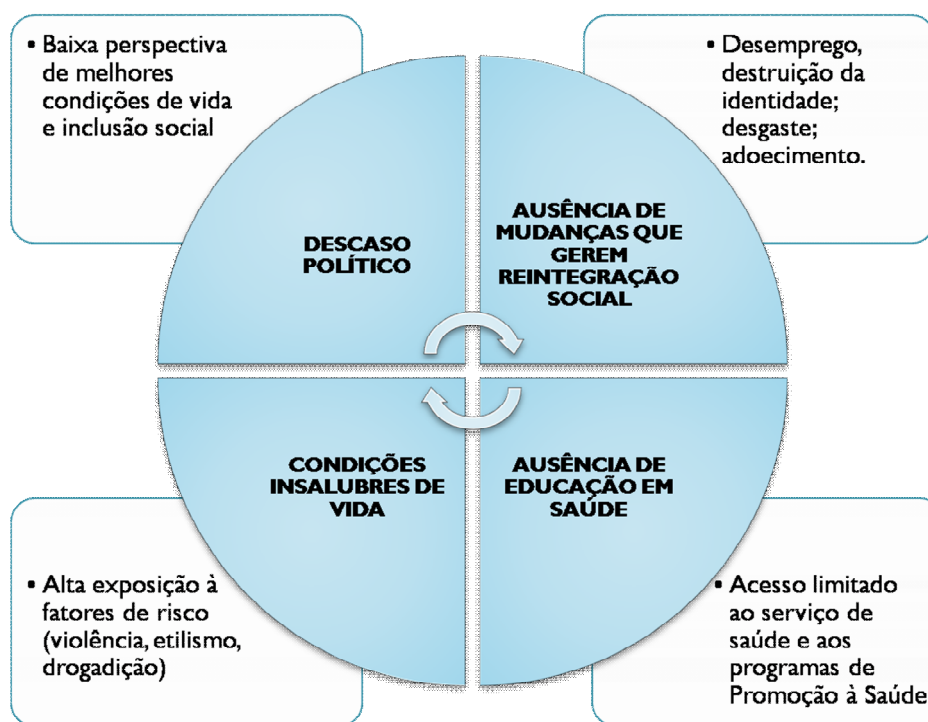 ▪ Baixa perspectiva
de melhores
condições de vida
e inclusão social
▪ Desemprego,
destruição da
identidade;
desgaste;
adoecimento.
DESCASO
POLÍTICO
AUSÊNCIA DE
MUDANÇAS QUE
GEREM
REINTEGRAÇÃO
SOCIAL
CONDIÇÕES
INSALUBRES DE
VIDA
AUSÊNCIA DE
EDUCAÇÃO EM
SAÚDE
▪ Alta exposição à
fatores de risco
(violência, etilismo,
drogadição)
▪ Acesso limitado
ao serviço de
saúde e aos
programas de
Promoção à Saúde